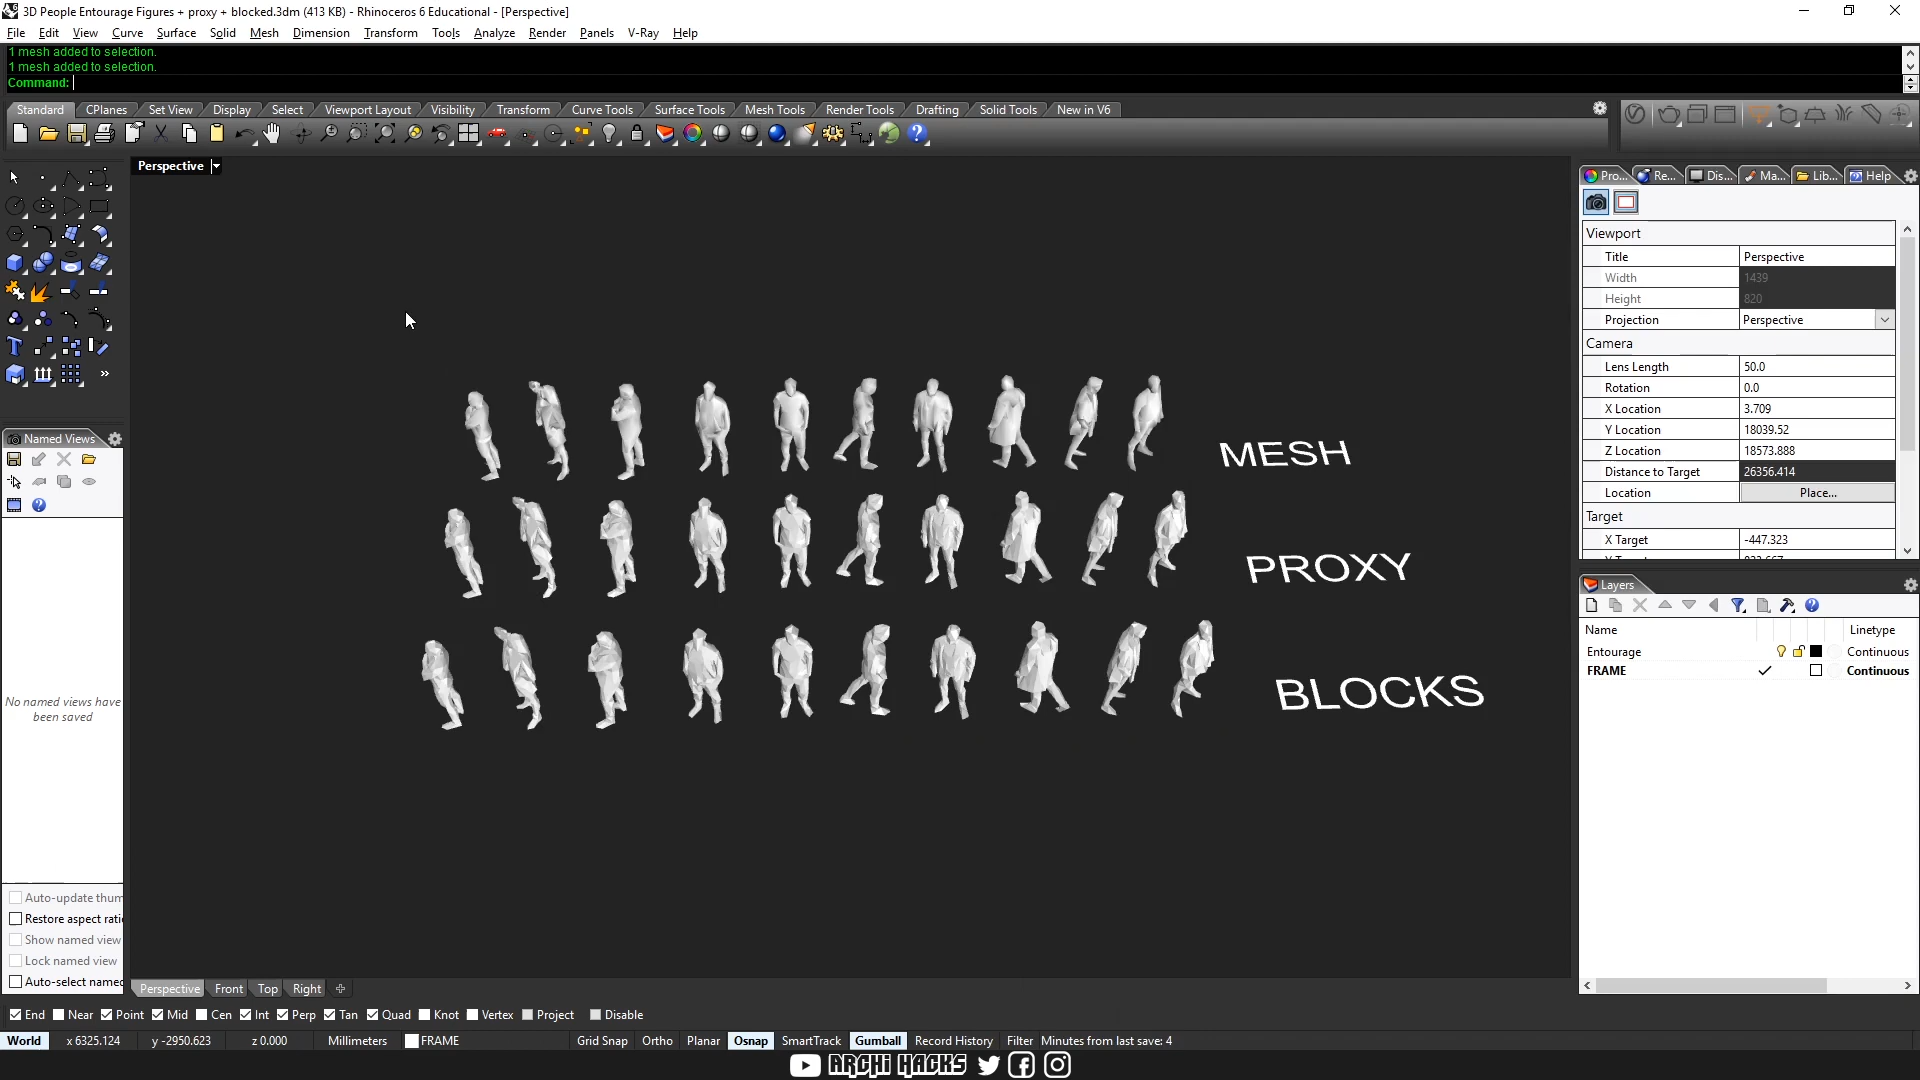 3D People Entourage Figures + proxy + blocked.3dm (413 KB) - Rhinoceros 6 Educational - [Perspective]
File Edit View Curve Surface Solid Mesh Dimension Transform Tools Analyze Render Panels V-Ray Help
1 mesh added to selection.
1 mesh added to selection.
Command:
Standard CPlanes Set View Display Select Viewport Layout Visibility Transform Curve Tools Surface Tools Mesh Tools Render Tools Drafting Solid Tools New in V6
Perspective
Pro... Re... Dis... Ma... Lib... Help
Viewport
Title Perspective
Width 1439
Height 820
Projection Perspective
Camera
Lens Length 50.0
Rotation 0.0
X Location 3.709
Y Location 18039.52
Z Location 18573.888
Distance to Target 26356.414
Location Place...
Target
X Target -447.323
Named Views
No named views have
been saved
Auto-update thum
Restore aspect rati
Show named view
Lock named view
Auto-select named
MESH
PROXY
BLOCKS
Layers
Name Linetype
Entourage Continuous
FRAME Continuous
Perspective Front Top Right
End Near Point Mid Cen Int Perp Tan Quad Knot Vertex Project Disable
World x 6325.124 y -2950.623 z 0.000 Millimeters FRAME Grid Snap Ortho Planar Osnap SmartTrack Gumball Record History Filter Minutes from last save: 4
ARCHI HACKS